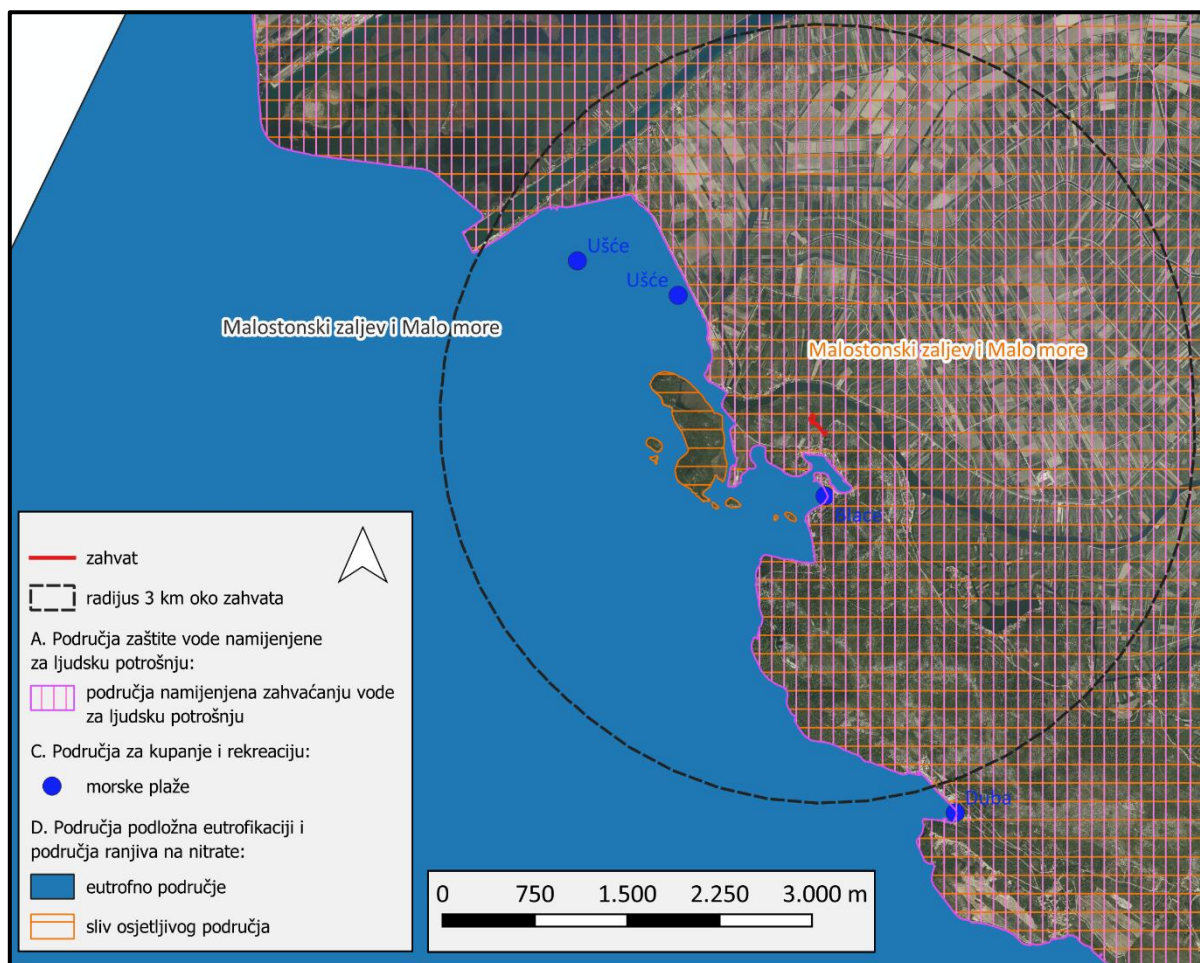 Ušće
Ušće
Malostonski zaljev i Malo more
Malostonski zaljev i Malo more
Blace
Duba
zahvat
radijus 3 km oko zahvata
A. Područja zaštite vode namijenjene
za ljudsku potrošnju:
područja namijenjena zahvaćanju vode
za ljudsku potrošnju
C. Područja za kupanje i rekreaciju:
morske plaže
D. Područja podložna eutrofikaciji i
područja ranjiva na nitrate:
eutrofno područje
sliv osjetljivog područja
0 750 1.500 2.250 3.000 m